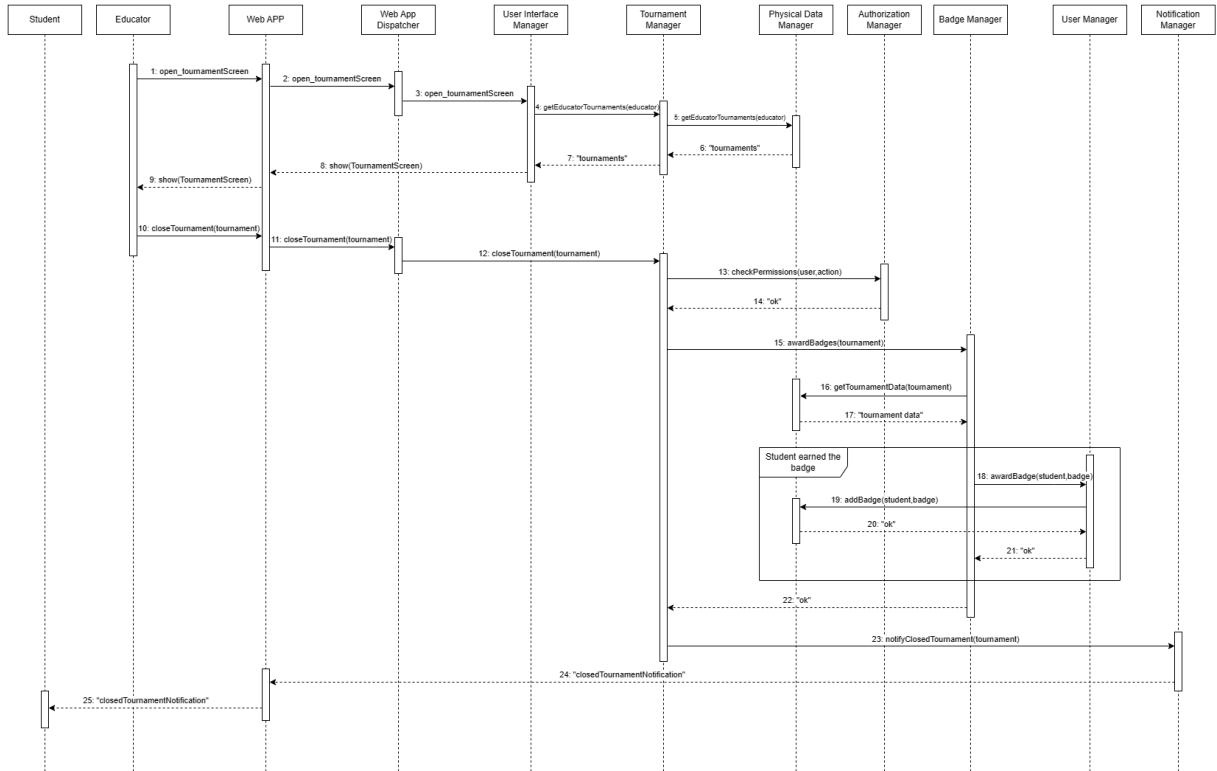 Student
Educator
Web APP
Web App
Dispatcher
User Interface
Manager
Tournament
Manager
Physical Data
Manager
Authorization
Manager
Badge Manager
User Manager
Notification
Manager
1: open_tournamentScreen
2: open_tournamentScreen
3: open_tournamentScreen
4: getEducatorTournaments(educator)
5: getEducatorTournaments(educator)
6: "tournaments"
7: "tournaments"
8: show(TournamentScreen)
9: show(TournamentScreen)
10: closeTournament(tournament)
11: closeTournament(tournament)
12: closeTournament(tournament)
13: checkPermissions(user,action)
14: "ok"
15: awardBadges(tournament)
16: getTournamentData(tournament)
17: "tournament data"
Student earned the
badge
18: awardBadge(student,badge)
19: addBadge(student,badge)
20: "ok"
21: "ok"
22: "ok"
23: notifyClosedTournament(tournament)
24: "closedTournamentNotification"
25: "closedTournamentNotification"